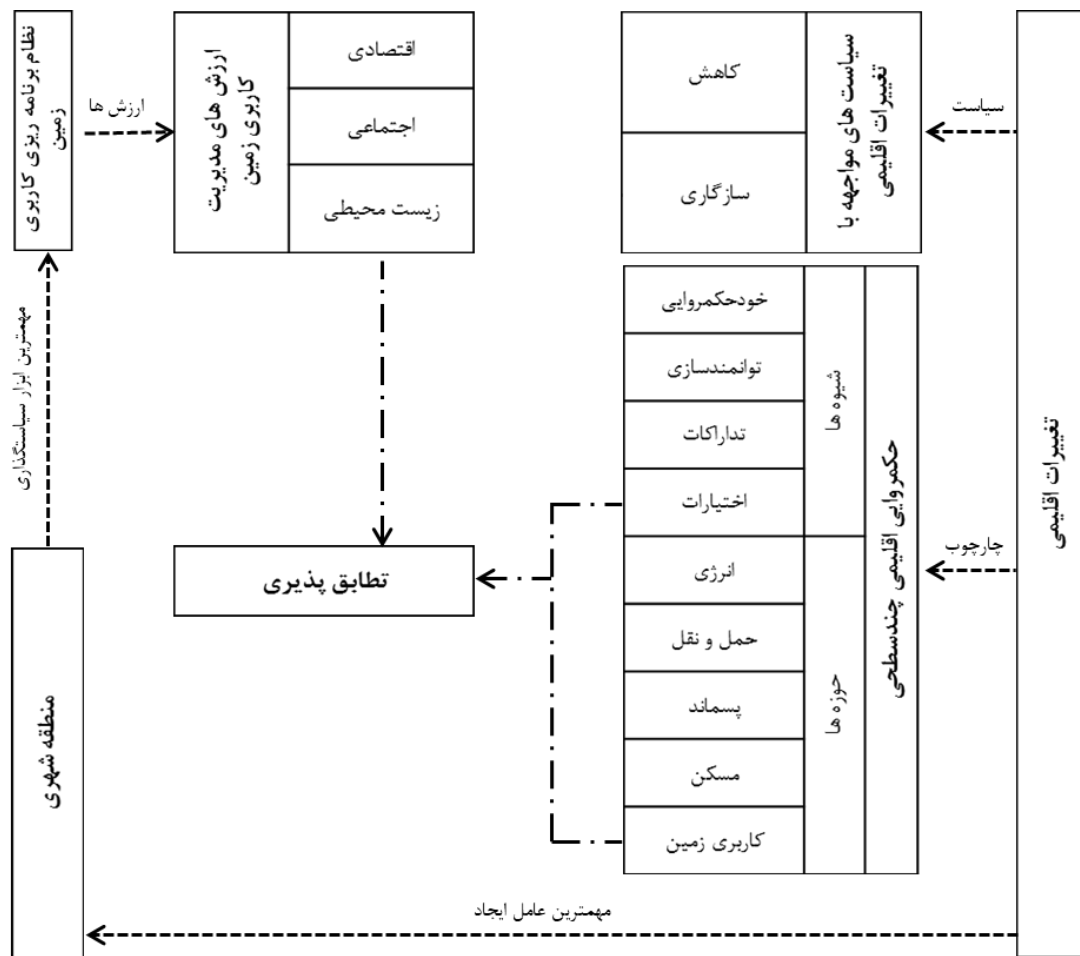 تغییرات اقلیمی
سیاست
سیاست های مواجهه با
تغییرات اقلیمی
کاهش
سازگاری
چارچوب
حکمروایی اقلیمی چندسطحی
شیوه ها
خودحکمروایی
توانمندسازی
تداراکات
اختیارات
حوزه ها
انرژی
حمل و نقل
پسماند
مسکن
کاربری زمین
تطابق پذیری
اقتصادی
اجتماعی
زیست محیطی
ارزش های مدیریت
کاربری زمین
ارزش ها
نظام برنامه ریزی کاربری
زمین
مهمترین ابزار سیاستگذاری
منطقه شهری
مهمترین عامل ایجاد